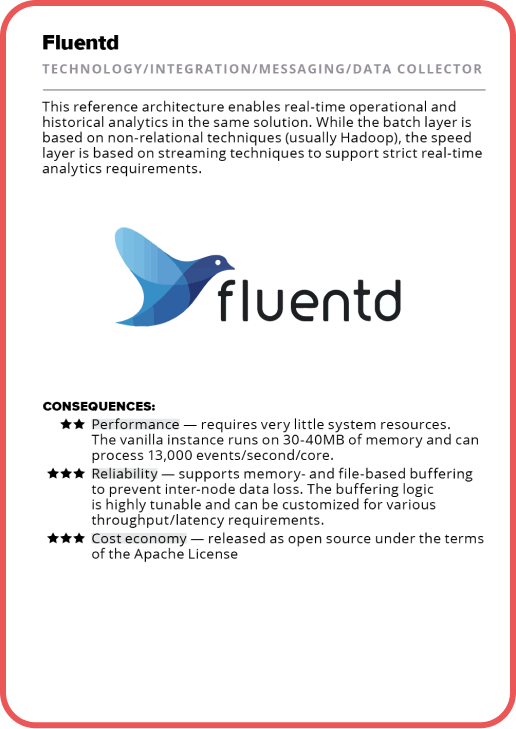 Fluentd
TECHNOLOGY/INTEGRATION/MESSAGING/DATA COLLECTOR
This reference architecture enables real-time operational and
historical analytics in the same solution. While the batch layer is
based on non-relational techniques (usually Hadoop), the speed
layer is based on streaming techniques to support strict real-time
analytics requirements.
fluentd
CONSEQUENCES:
★★ Performance — requires very little system resources.
The vanilla instance runs on 30-40MB of memory and can
process 13,000 events/second/core.
★★★ Reliability — supports memory- and file-based buffering
to prevent inter-node data loss. The buffering logic
is highly tunable and can be customized for various
throughput/latency requirements.
★★★ Cost economy — released as open source under the terms
of the Apache License